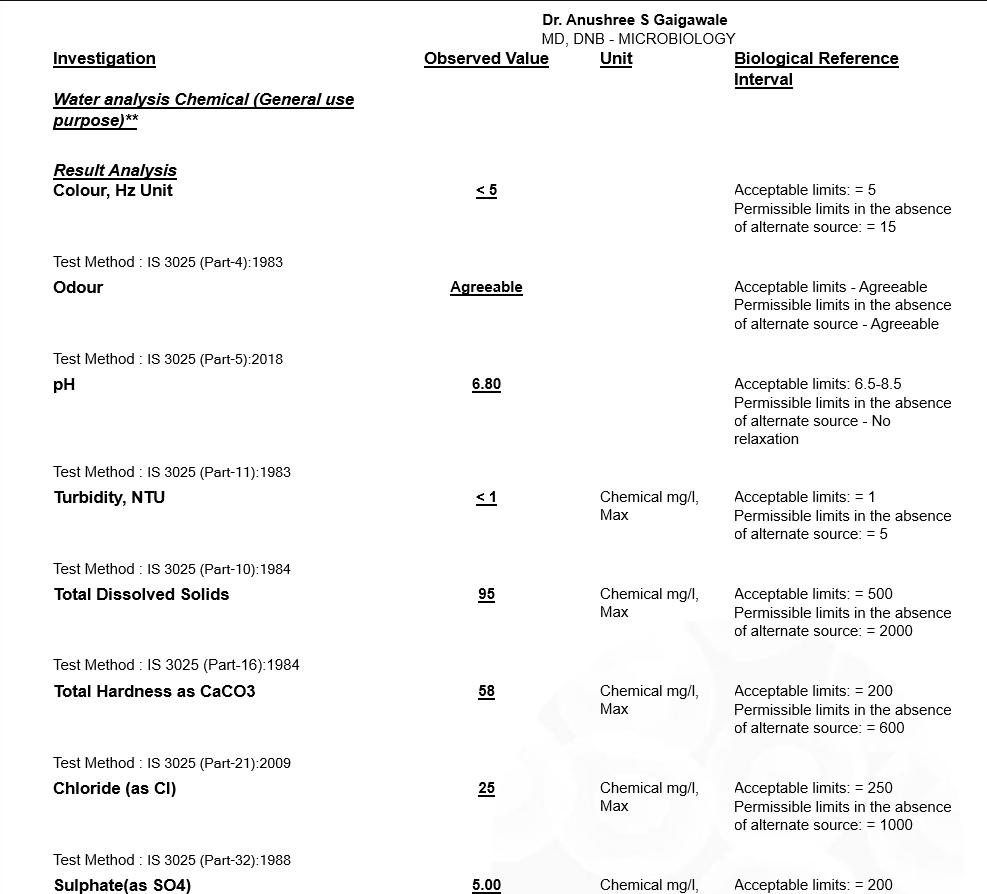 Dr. Anushree S Gaigawale
MD, DNB - MICROBIOLOGY
Investigation Observed Value Unit Biological Reference
Interval
Water analysis Chemical (General use
purpose)**
Result Analysis
Colour, Hz Unit < 5 Acceptable limits: = 5
Permissible limits in the absence
of alternate source: = 15
Test Method : IS 3025 (Part-4):1983
Odour Agreeable Acceptable limits - Agreeable
Permissible limits in the absence
of alternate source - Agreeable
Test Method : IS 3025 (Part-5):2018
pH 6.80 Acceptable limits: 6.5-8.5
Permissible limits in the absence
of alternate source - No
relaxation
Test Method : IS 3025 (Part-11):1983
Turbidity, NTU < 1 Chemical mg/l, Acceptable limits: = 1
Max Permissible limits in the absence
of alternate source: = 5
Test Method : IS 3025 (Part-10):1984
Total Dissolved Solids 95 Chemical mg/l, Acceptable limits: = 500
Max Permissible limits in the absence
of alternate source: = 2000
Test Method : IS 3025 (Part-16):1984
Total Hardness as CaCO3 58 Chemical mg/l, Acceptable limits: = 200
Max Permissible limits in the absence
of alternate source: = 600
Test Method : IS 3025 (Part-21):2009
Chloride (as Cl) 25 Chemical mg/l, Acceptable limits: = 250
Max Permissible limits in the absence
of alternate source: = 1000
Test Method : IS 3025 (Part-32):1988
Sulphate(as SO4) 5.00 Chemical mg/l, Acceptable limits: = 200